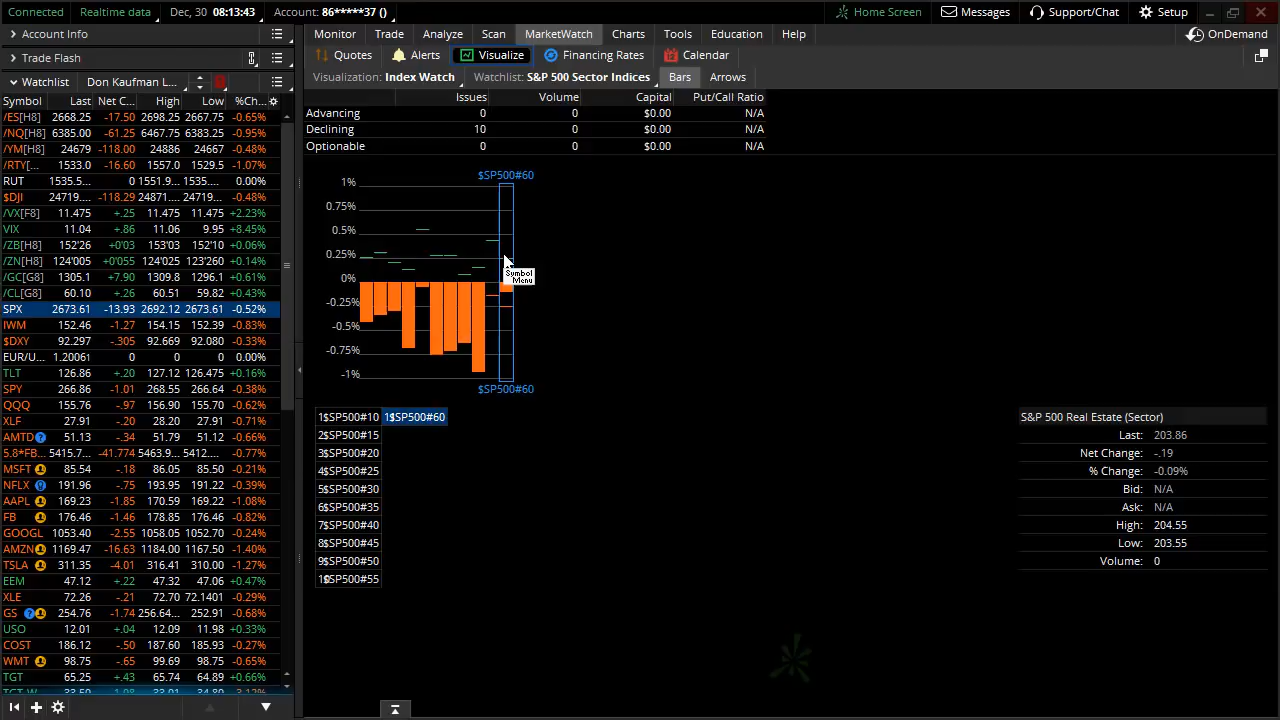 Connected Realtime data Dec, 30 08:13:43 Account: 86*****37 () Home Screen Messages Support/Chat Setup
Account Info Monitor Trade Analyze Scan MarketWatch Charts Tools Education Help OnDemand
Trade Flash Quotes Alerts Visualize Financing Rates Calendar
Watchlist Don Kaufman L... Visualization: Index Watch Watchlist: S&P 500 Sector Indices Bars Arrows
Symbol Last Net C... High Low %Ch...
Issues Volume Capital Put/Call Ratio
Advancing 0 0 $0.00 N/A
Declining 10 0 $0.00 N/A
Optionable 0 0 $0.00 N/A
/ES[H8] 2668.25 -17.50 2698.25 2667.75 -0.65%
/NQ[H8] 6385.00 -61.25 6467.75 6383.25 -0.95%
/YM[H8] 24679 -118.00 24886 24667 -0.48%
/RTY[... 1533.0 -16.60 1557.0 1529.5 -1.07%
RUT 1535.5... 0 1551.9... 1535.... 0.00%
$DJI 24719... -118.29 24871.... 24719... -0.48%
/VX[F8] 11.475 +.25 11.475 11.475 +2.23%
VIX 11.04 +.86 11.06 9.95 +8.45%
/ZB[H8] 152'26 +0'03 153'03 152'10 +0.06%
/ZN[H8] 124'005 +0'055 124'025 123'260 +0.14%
/GC[G8] 1305.1 +7.90 1309.8 1296.1 +0.61%
/CL[G8] 60.10 +.26 60.51 59.82 +0.43%
SPX 2673.61 -13.93 2692.12 2673.61 -0.52%
IWM 152.46 -1.27 154.15 152.39 -0.83%
$DXY 92.297 -.305 92.669 92.080 -0.33%
EUR/U... 1.20061 +0 0 0 0.00%
TLT 126.86 +.20 127.12 126.475 +0.16%
SPY 266.86 -1.01 268.55 266.64 -0.38%
QQQ 155.76 -.97 156.90 155.70 -0.62%
XLF 27.91 -.20 28.20 27.91 -0.71%
AMTD 51.13 -.34 51.79 51.12 -0.66%
5.8*FB... 5415.7... -41.774 5463.9... 5412.... -0.77%
MSFT 85.54 -.18 86.05 85.50 -0.21%
NFLX 191.96 -.75 193.95 191.22 -0.39%
AAPL 169.23 -1.85 170.59 169.22 -1.08%
FB 176.46 -1.46 178.85 176.46 -0.82%
GOOGL 1053.40 -2.55 1058.05 1052.70 -0.24%
AMZN 1169.47 -16.63 1184.00 1167.50 -1.40%
TSLA 311.35 -4.01 316.41 310.00 -1.27%
EEM 47.12 +.22 47.32 47.06 +0.47%
XLE 72.26 -.21 72.70 72.1401 -0.29%
GS 254.76 -1.74 256.64... 252.91 -0.68%
USO 12.01 +.04 12.09 11.98 +0.33%
COST 186.12 -.50 187.60 185.93 -0.27%
WMT 98.75 -.65 99.69 98.75 -0.65%
TGT 65.25 +.43 65.74 64.89 +0.66%
$SP500#60
1%
0.75%
0.5%
0.25%
0%
-0.25%
-0.5%
-0.75%
-1%
Symbol
Menu
$SP500#60
1$SP500#10 1$SP500#60
2$SP500#15
3$SP500#20
4$SP500#25
5$SP500#30
6$SP500#35
7$SP500#40
8$SP500#45
9$SP500#50
10$SP500#55
S&P 500 Real Estate (Sector)
Last: 203.86
Net Change: -.19
% Change: -0.09%
Bid: N/A
Ask: N/A
High: 204.55
Low: 203.55
Volume: 0